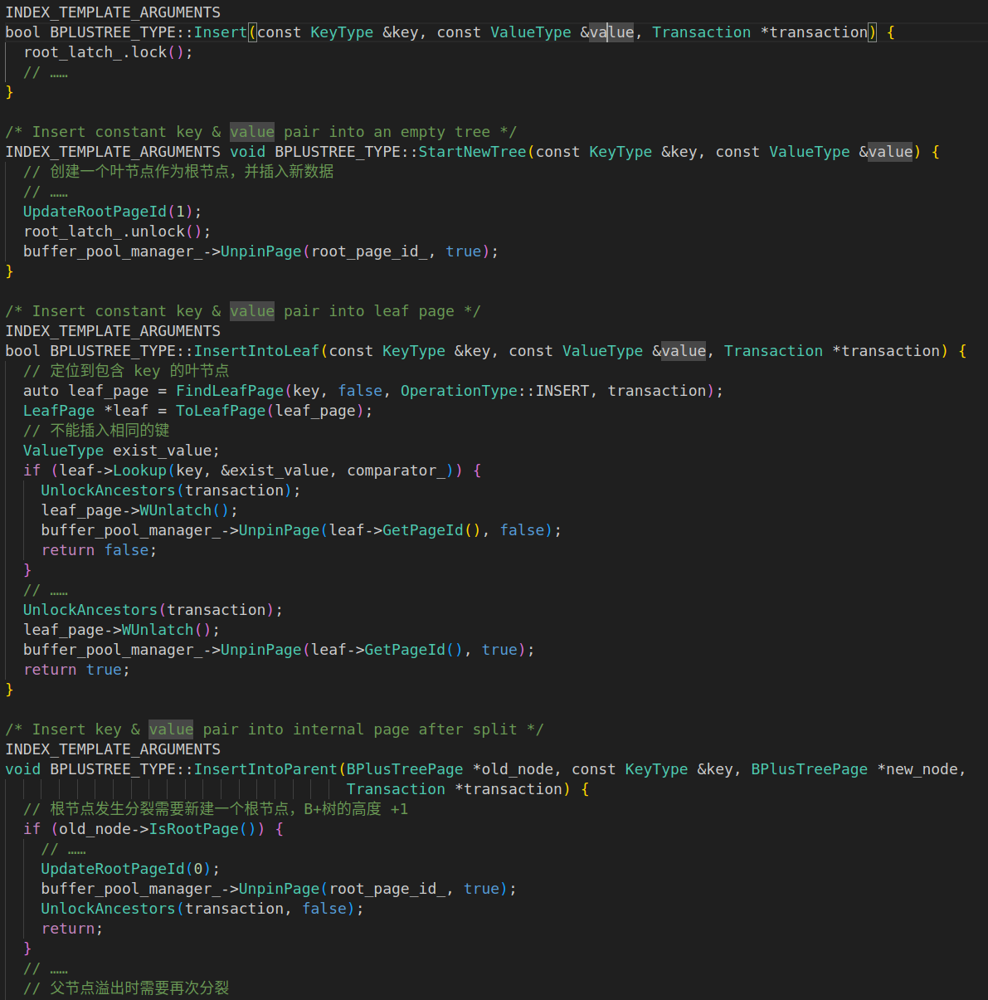 INDEX_TEMPLATE_ARGUMENTS
bool BPLUSTREE_TYPE::Insert(const KeyType &key, const ValueType &value, Transaction *transaction) {
  root_latch_.lock();
  // ……
}

/* Insert constant key & value pair into an empty tree */
INDEX_TEMPLATE_ARGUMENTS void BPLUSTREE_TYPE::StartNewTree(const KeyType &key, const ValueType &value) {
  // 创建一个叶节点作为根节点，并插入新数据
  // ……
  UpdateRootPageId(1);
  root_latch_.unlock();
  buffer_pool_manager_->UnpinPage(root_page_id_, true);
}

/* Insert constant key & value pair into leaf page */
INDEX_TEMPLATE_ARGUMENTS
bool BPLUSTREE_TYPE::InsertIntoLeaf(const KeyType &key, const ValueType &value, Transaction *transaction) {
  // 定位到包含 key 的叶节点
  auto leaf_page = FindLeafPage(key, false, OperationType::INSERT, transaction);
  LeafPage *leaf = ToLeafPage(leaf_page);
  // 不能插入相同的键
  ValueType exist_value;
  if (leaf->Lookup(key, &exist_value, comparator_)) {
    UnlockAncestors(transaction);
    leaf_page->WUnlatch();
    buffer_pool_manager_->UnpinPage(leaf->GetPageId(), false);
    return false;
  }
  // ……
  UnlockAncestors(transaction);
  leaf_page->WUnlatch();
  buffer_pool_manager_->UnpinPage(leaf->GetPageId(), true);
  return true;
}

/* Insert key & value pair into internal page after split */
INDEX_TEMPLATE_ARGUMENTS
void BPLUSTREE_TYPE::InsertIntoParent(BPlusTreePage *old_node, const KeyType &key, BPlusTreePage *new_node,
                                      Transaction *transaction) {
  // 根节点发生分裂需要新建一个根节点，B+树的高度 +1
  if (old_node->IsRootPage()) {
    // ……
    UpdateRootPageId(0);
    buffer_pool_manager_->UnpinPage(root_page_id_, true);
    UnlockAncestors(transaction, false);
    return;
  }
  // ……
  // 父节点溢出时需要再次分裂